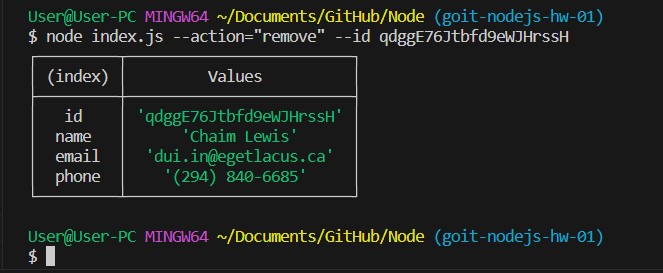 User@User-PC MINGW64 ~/Documents/GitHub/Node (goit-nodejs-hw-01)
$ node index.js --action="remove" --id qdggE76Jtbfd9eWJHrssH
(index) Values
id 'qdggE76Jtbfd9eWJHrssH'
name 'Chaim Lewis'
email 'dui.in@egetlacus.ca'
phone '(294) 840-6685'
User@User-PC MINGW64 ~/Documents/GitHub/Node (goit-nodejs-hw-01)
$